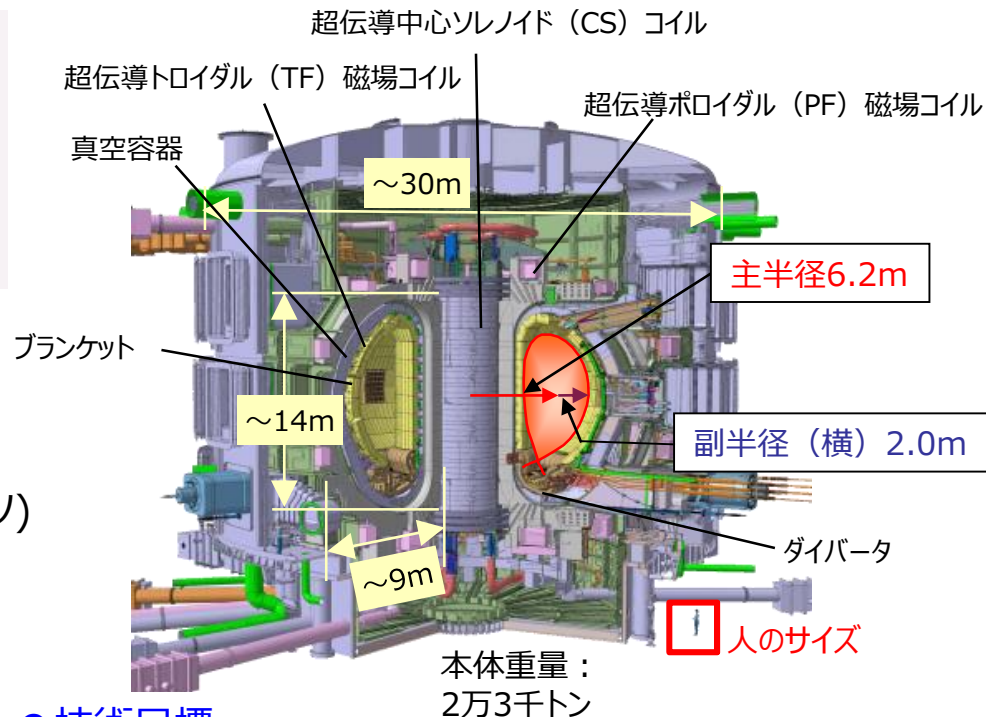 超伝導中心ソレノイド（CS）コイル
超伝導トロイダル（TF）磁場コイル
超伝導ポロイダル（PF）磁場コイル
真空容器
～30m
主半径6.2m
ブランケット
～14m
副半径（横）2.0m
ン)
ダイバータ
～9m
人のサイズ
本体重量：
2万3千トン